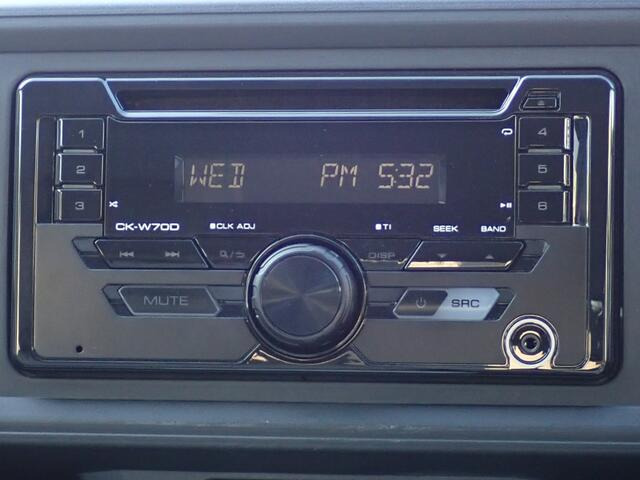 1
4
WED PM 5:32
2
5
3
6
CK-W70D CLK ADJ TI SEEK BAND
DISP
MUTE
SRC